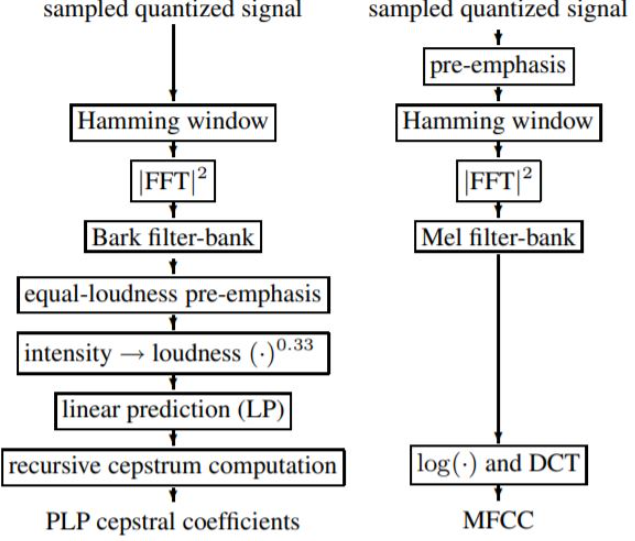 sampled quantized signal
Hamming window
|FFT|²
Bark filter-bank
equal-loudness pre-emphasis
intensity → loudness (·)^0.33
linear prediction (LP)
recursive cepstrum computation
PLP cepstral coefficients
sampled quantized signal
pre-emphasis
Hamming window
|FFT|²
Mel filter-bank
log(·) and DCT
MFCC